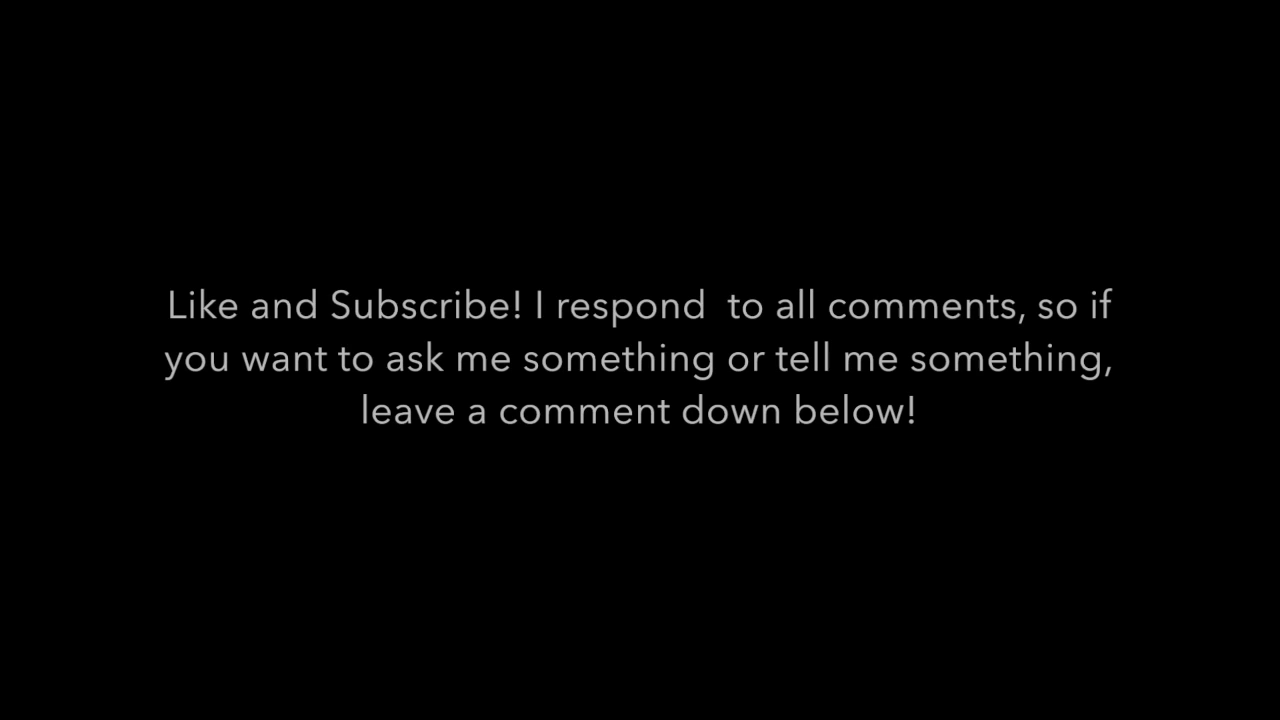 Like and Subscribe! I respond  to all comments, so if
you want to ask me something or tell me something,
leave a comment down below!